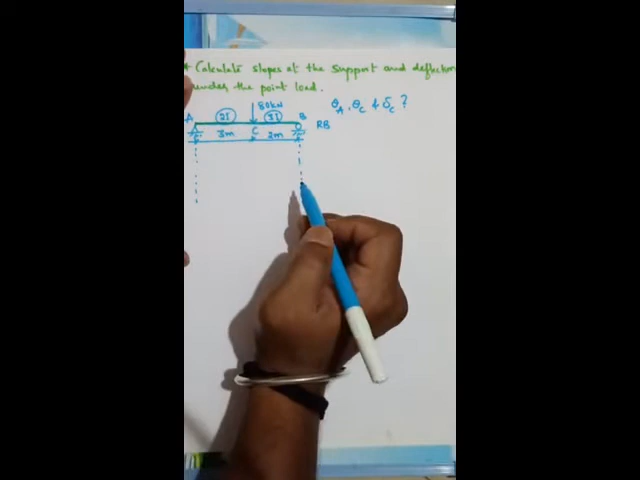 * Calculate slopes at the support and deflection
under the point load.
80kN θA, θC & δC ?
A 2I 3I B
3m C 2m RB